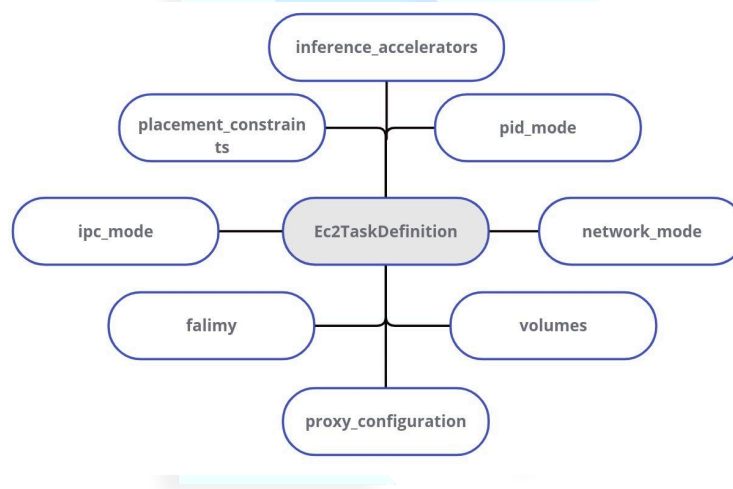 inference_accelerators
placement_constrain
ts
pid_mode
ipc_mode
Ec2TaskDefinition
network_mode
falimy
volumes
proxy_configuration